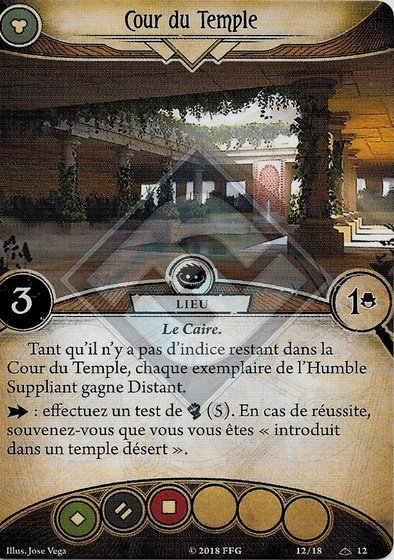 Cour du Temple
3
LIEU
1
Le Caire.
Tant qu'il n'y a pas d'indice restant dans la
Cour du Temple, chaque exemplaire de l'Humble
Suppliant gagne Distant.
: effectuez un test de (5). En cas de réussite,
souvenez-vous que vous vous êtes « introduit
dans un temple désert ».
Illus. Jose Vega
© 2018 FFG
12/18
12